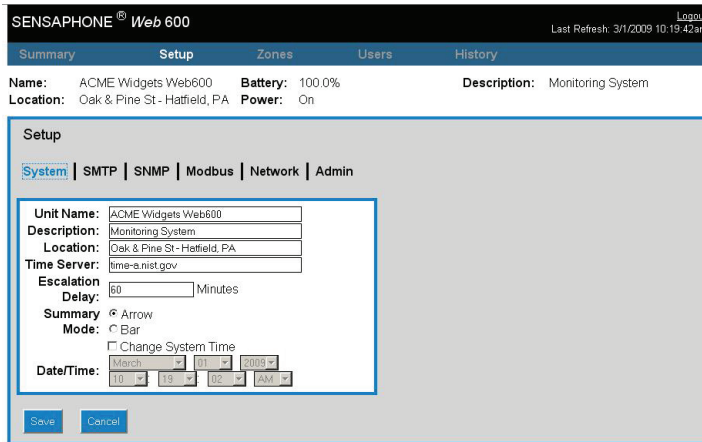 SENSAPHONE ® Web 600
Last Refresh: 3/1/2009 10:19:42
Summary Setup Zones Users History
Name: ACME Widgets Web600 Battery: 100.0% Description: Monitoring System
Location: Oak & Pine St - Hatfield, PA Power: On
Setup
System | SMTP | SNMP | Modbus | Network | Admin
Unit Name: ACME Widgets Web600
Description: Monitoring System
Location: Oak & Pine St - Hatfield, PA
Time Server: time-a.nist.gov
Escalation
Delay: 60 Minutes
Summary Arrow
Mode: Bar
Change System Time
Date/Time: March 01 2009
10 : 19 : 02 AM
Save Cancel